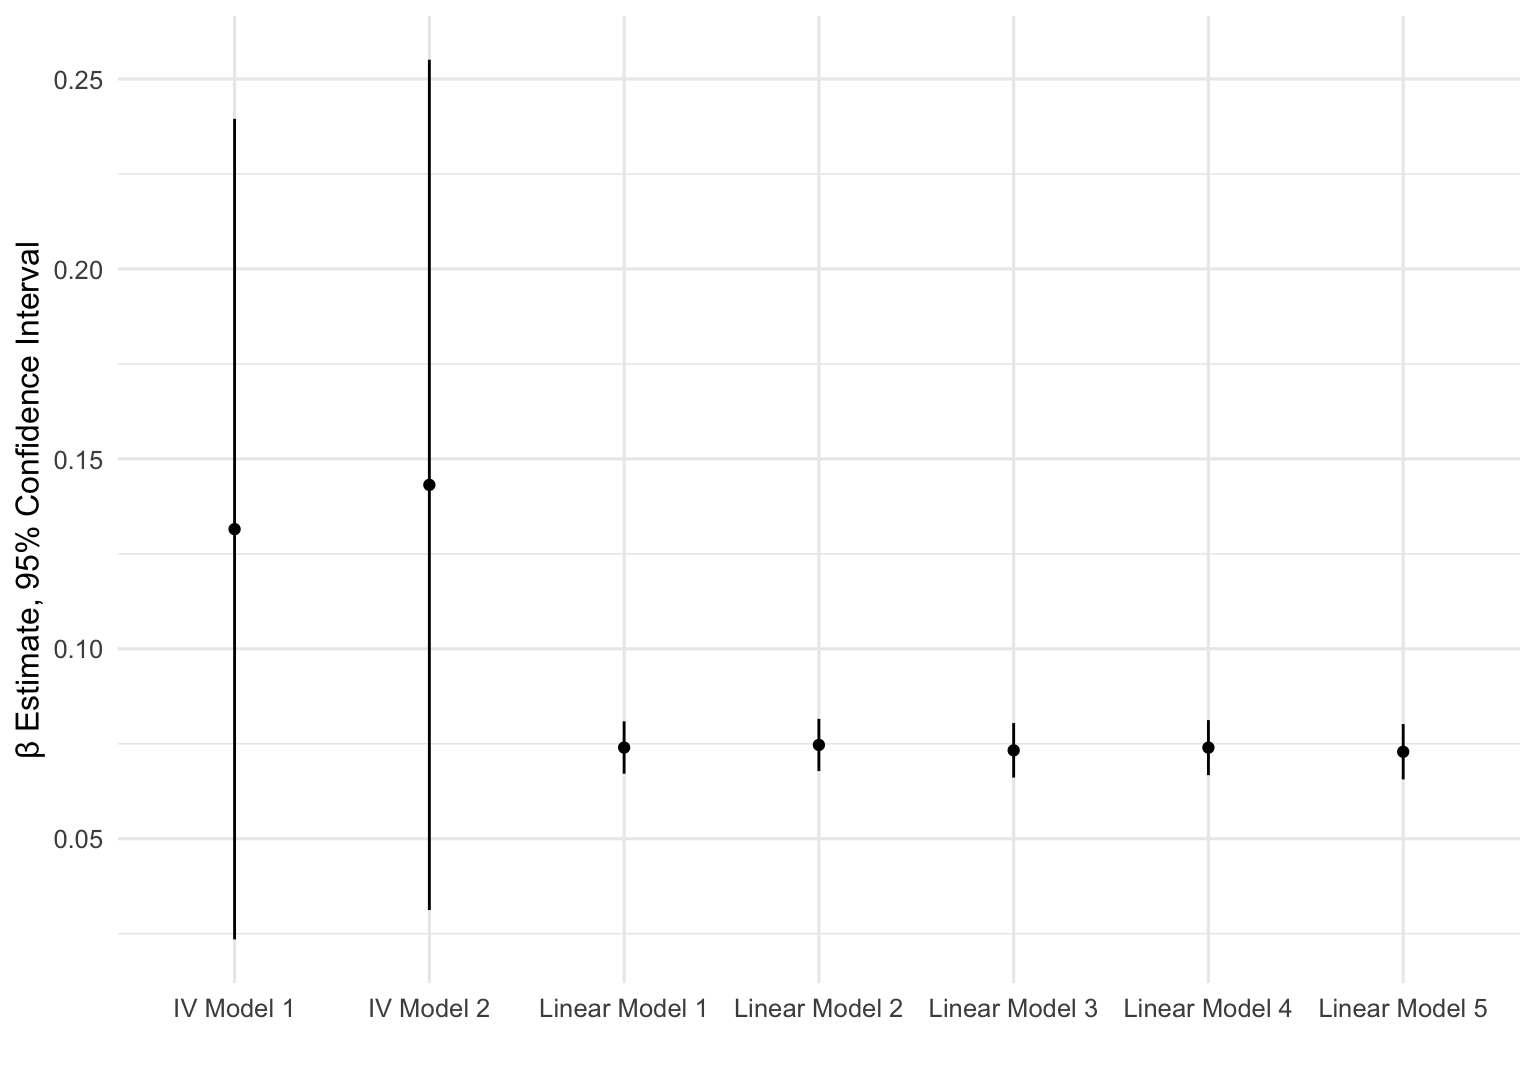 β Estimate, 95% Confidence Interval
0.25
0.20
0.15
0.10
0.05
IV Model 1
IV Model 2
Linear Model 1
Linear Model 2
Linear Model 3
Linear Model 4
Linear Model 5